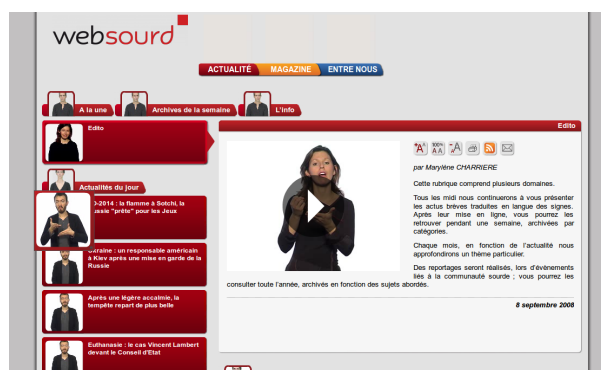 websourd
ACTUALITÉ MAGAZINE ENTRE NOUS
A la une Archives de la semaine L'info
Edito
Actualités du jour
-2014 : la flamme à Sotchi, la
"prête" pour les Jeux
Ukraine : un responsable américain
à Kiev après une mise en garde de la
Russie
Après une légère accalmie, la
tempête repart de plus belle
Euthanasie : le cas Vincent Lambert
devant le Conseil d'Etat
Edito
100%
par Marylène CHARRIERE
Cette rubrique comprend plusieurs domaines.
Tous les midi nous continuerons à vous présenter
les actus brèves traduites en langue des signes.
Après leur mise en ligne, vous pourrez les
retrouver pendant une semaine, archivées par
catégories.
Chaque mois, en fonction de l'actualité nous
approfondirons un thème particulier.
Des reportages seront réalisés, lors d'évènements
liés à la communauté sourde ; vous pourrez les
consulter toute l'année, archivés en fonction des sujets abordés.
8 septembre 2008